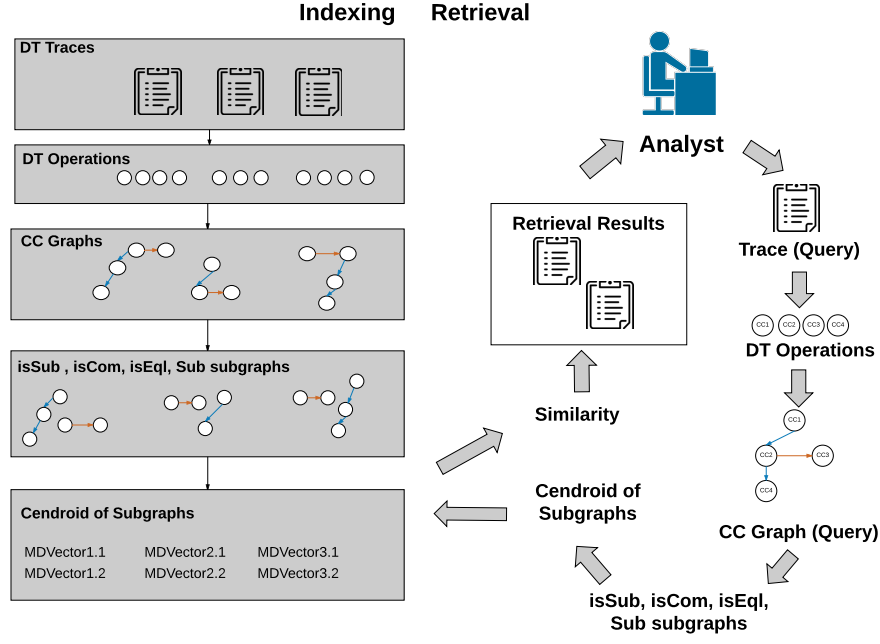 Indexing
Retrieval
DT Traces
DT Operations
CC Graphs
isSub , isCom, isEql, Sub subgraphs
Cendroid of Subgraphs
MDVector1.1 MDVector2.1 MDVector3.1
MDVector1.2 MDVector2.2 MDVector3.2
Analyst
Trace (Query)
CC1 CC2 CC3 CC4
DT Operations
CC1
CC2 CC3
CC4
CC Graph (Query)
isSub, isCom, isEql,
Sub subgraphs
Cendroid of
Subgraphs
Similarity
Retrieval Results